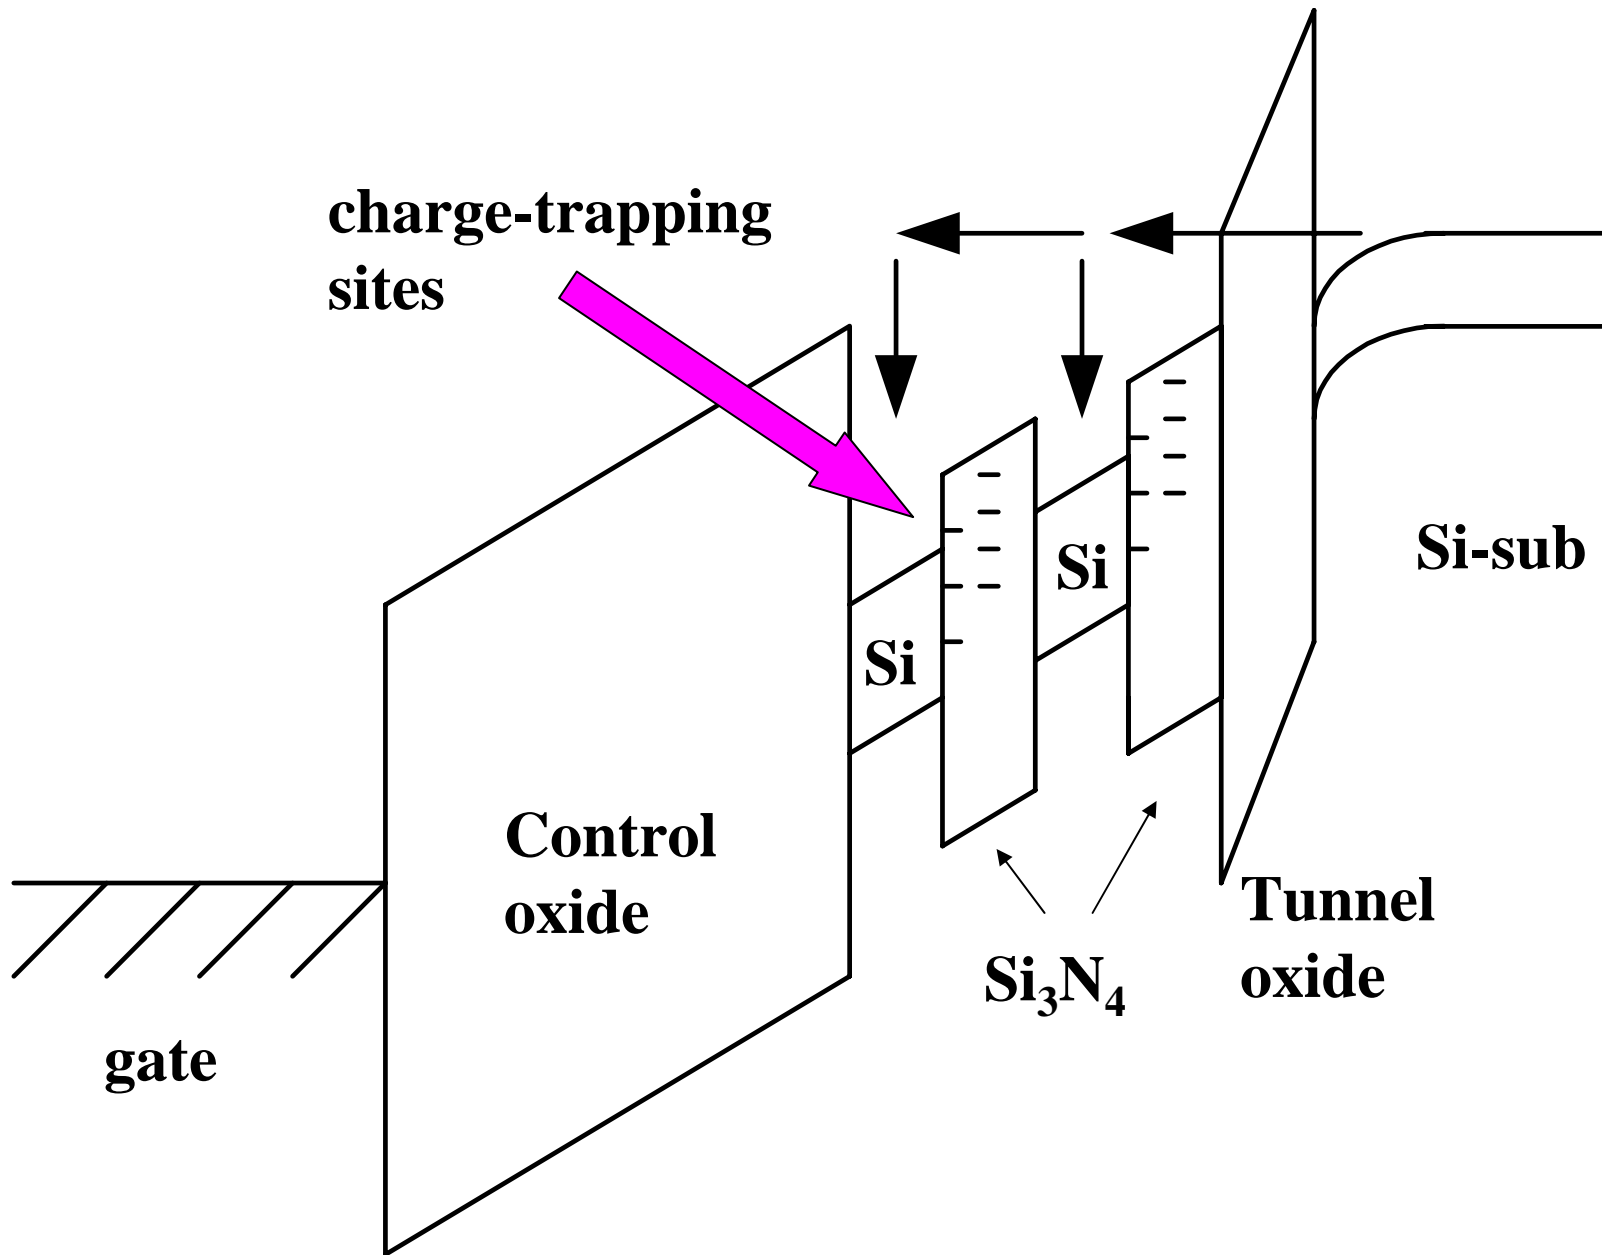 charge-trapping
sites
Si-sub
Si
Si
Control
oxide
Tunnel
oxide
Si₃N₄
gate